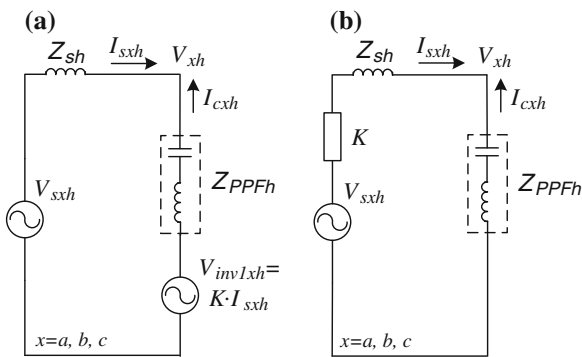 (a)
Z_sh
I_sxh
V_xh
I_cxh
Z_PPFh
V_sxh
V_inv1xh=
K·I_sxh
x=a, b, c
(b)
Z_sh
I_sxh
V_xh
I_cxh
K
Z_PPFh
V_sxh
x=a, b, c